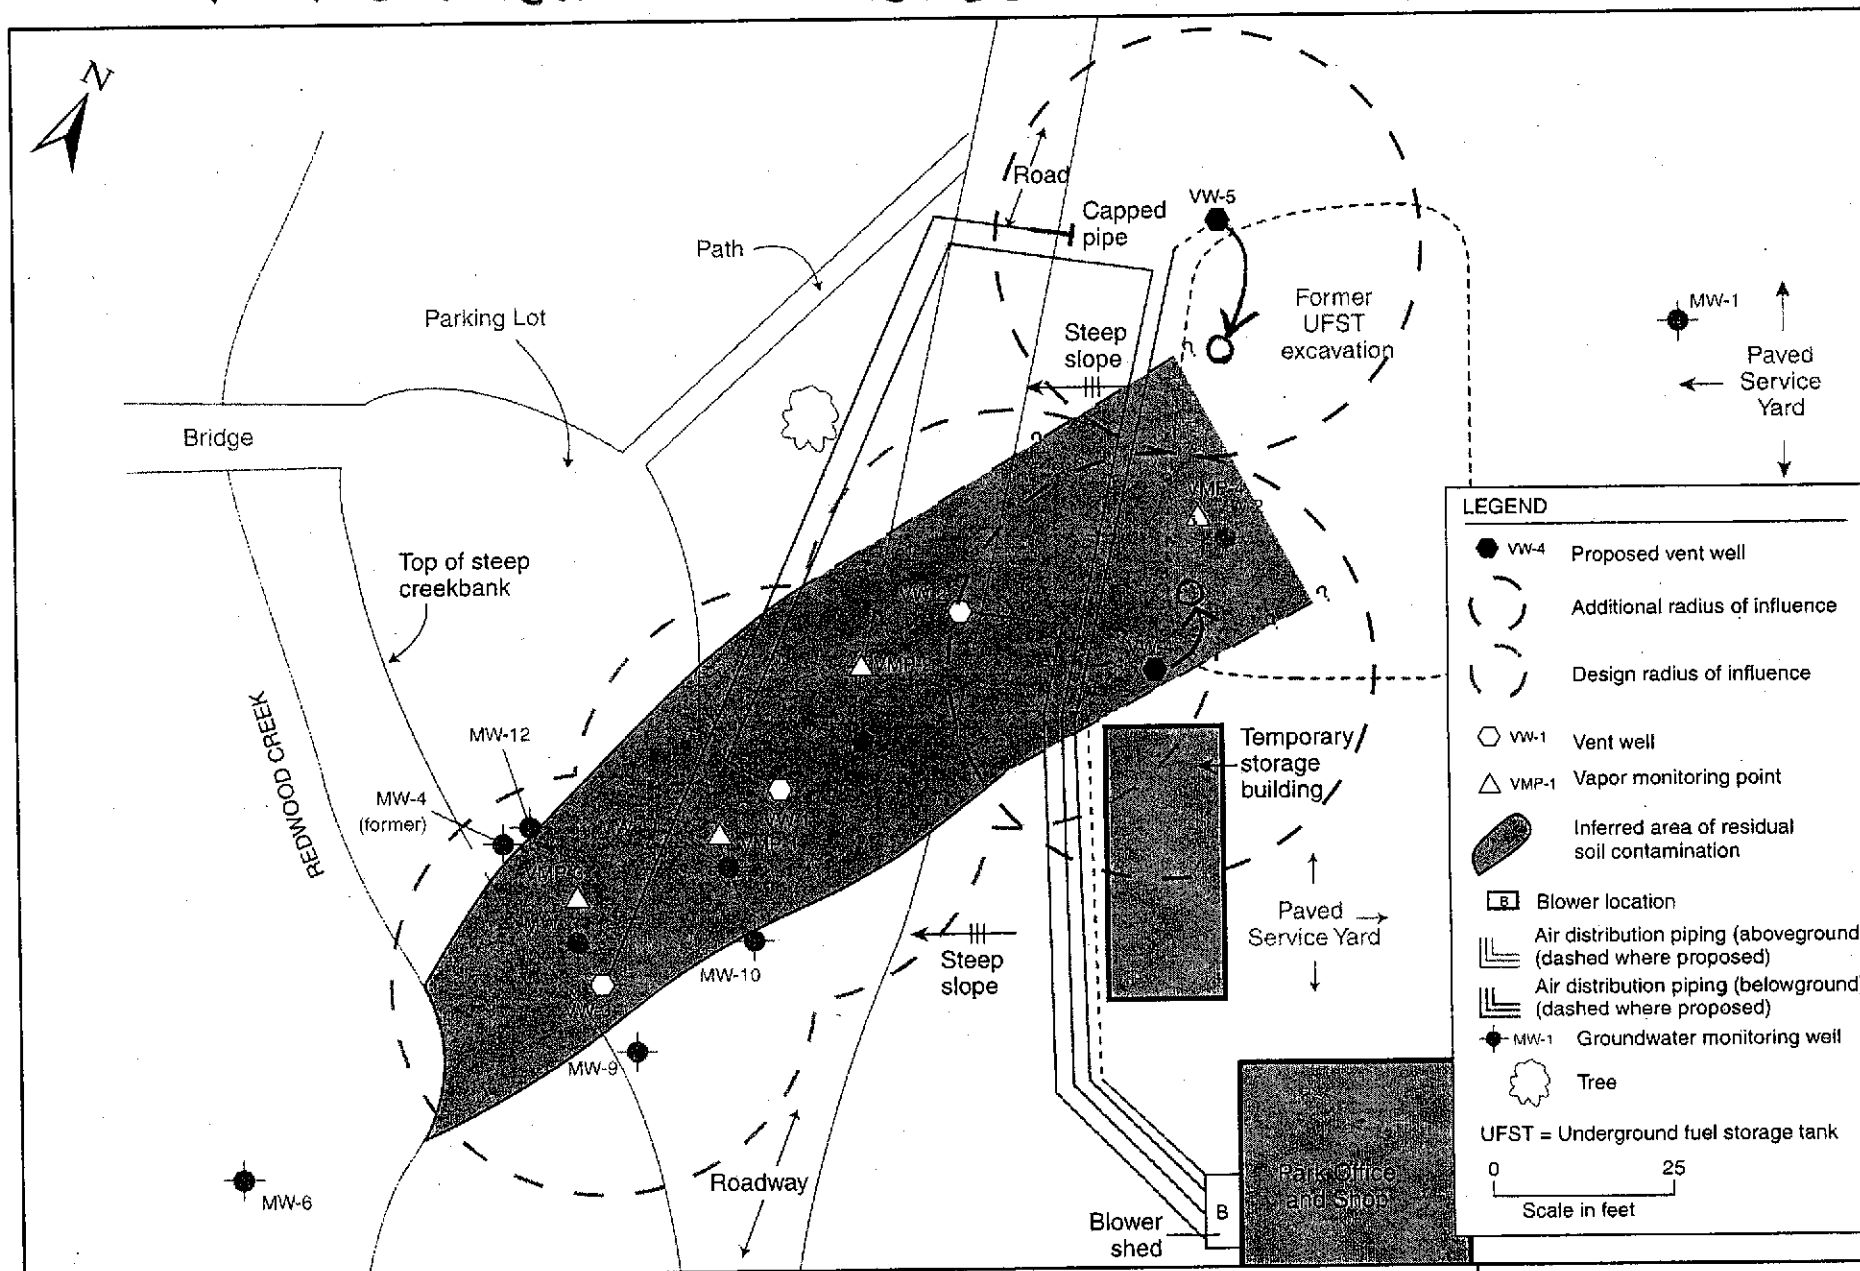 N
Road
VW-5
Capped
pipe
Path
Former
UFST
excavation
MW-1
Parking Lot
Steep
slope
Paved
Service
Yard
?
Bridge
?
LEGEND
VW-4 Proposed vent well
Additional radius of influence
Design radius of influence
VW-1 Vent well
VMP-1 Vapor monitoring point
Inferred area of residual
soil contamination
B Blower location
Air distribution piping (aboveground)
(dashed where proposed)
Air distribution piping (belowground)
(dashed where proposed)
MW-1 Groundwater monitoring well
Tree
UFST = Underground fuel storage tank
0 25
Scale in feet
VMP-4
Top of steep
creekbank
?
REDWOOD CREEK
MW-12
Temporary
storage
building
MW-4
(former)
VMP-1
Paved
Service Yard
MW-10
Steep
slope
MW-9
MW-6
Roadway
Park Office
and Shop
Blower
shed
B